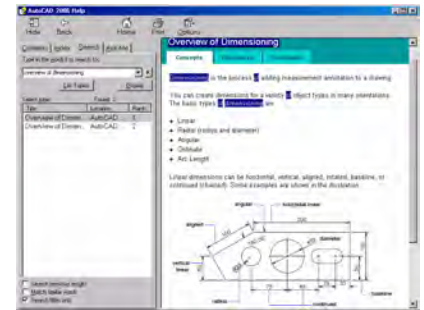 AutoCAD 2008 Help
Hide Back Home Print Options
Contents Index Search Ask Me
Type in the word(s) to search for:
overview of dimensioning
List Topics Display
Select topic: Found: 2
Title Location Rank
Overview of Dimen... AutoCAD 1
Overview of Dimen... AutoCAD 2
Search previous results
Match similar words
Search titles only
Overview of Dimensioning
Concepts
Dimensioning is the process of adding measurement annotation to a drawing.
You can create dimensions for a variety of object types in many orientations.
The basic types of dimensioning are
Linear
Radial (radius and diameter)
Angular
Ordinate
Arc Length
Linear dimensions can be horizontal, vertical, aligned, rotated, baseline, or
continued (chained). Some examples are shown in the illustration.
angular horizontal linear
aligned
diameter
vertical
linear
radius continued baseline